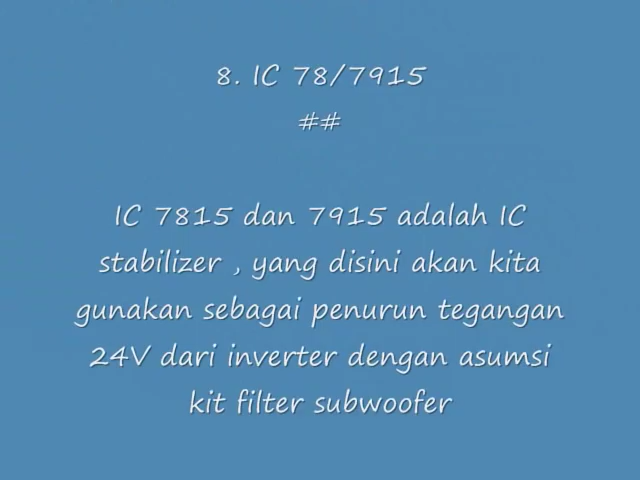 8. IC 78/7915
##
IC 7815 dan 7915 adalah IC
stabilizer , yang disini akan kita
gunakan sebagai penurun tegangan
24V dari inverter dengan asumsi
kit filter subwoofer